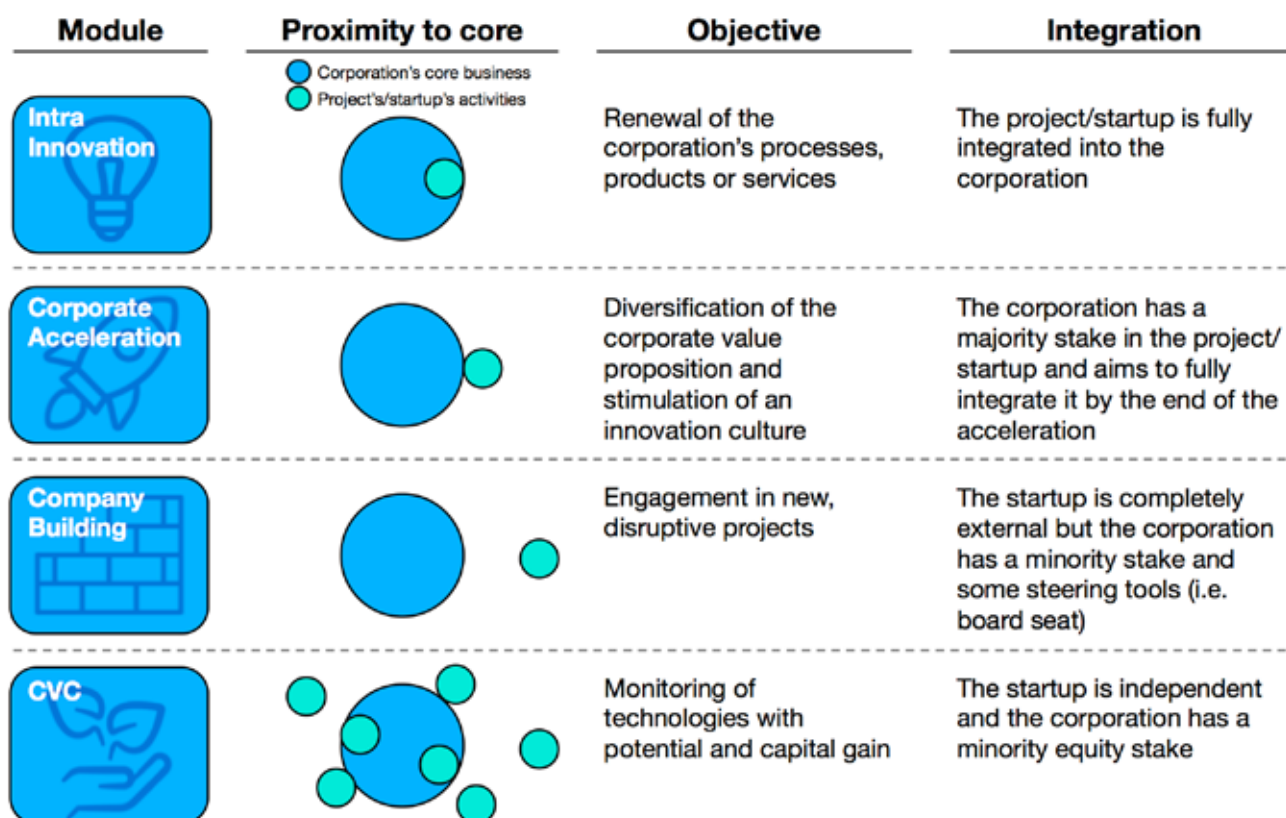 Module
Proximity to core
Objective
Integration
Corporation's core business
Project's/startup's activities
Intra
Innovation
Renewal of the
corporation's processes,
products or services
The project/startup is fully
integrated into the
corporation
Corporate
Acceleration
Diversification of the
corporate value
proposition and
stimulation of an
innovation culture
The corporation has a
majority stake in the project/
startup and aims to fully
integrate it by the end of the
acceleration
Company
Building
Engagement in new,
disruptive projects
The startup is completely
external but the corporation
has a minority stake and
some steering tools (i.e.
board seat)
CVC
Monitoring of
technologies with
potential and capital gain
The startup is independent
and the corporation has a
minority equity stake